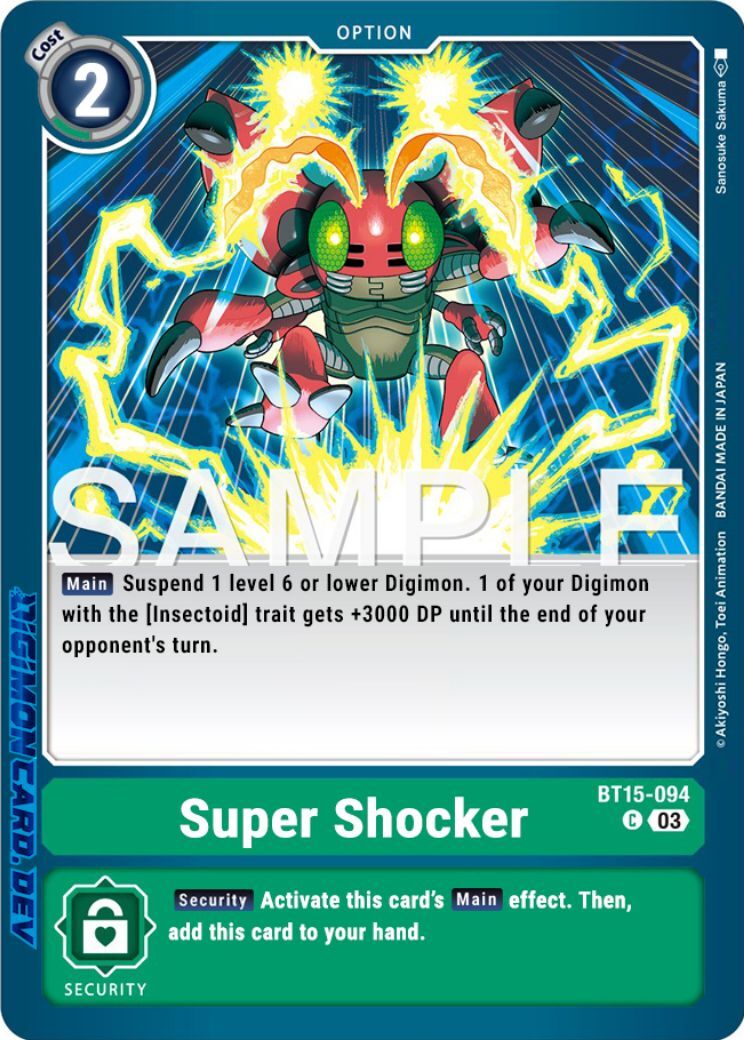 OPTION
Cost
2
Sanosuke Sakuma
SAMPLE
Main Suspend 1 level 6 or lower Digimon. 1 of your Digimon
with the [Insectoid] trait gets +3000 DP until the end of your
opponent's turn.
© Akiyoshi Hongo, Toei Animation BANDAI MADE IN JAPAN
DIGIMONCARD.DEV
BT15-094
Super Shocker
C 03
Security Activate this card's Main effect. Then,
add this card to your hand.
SECURITY